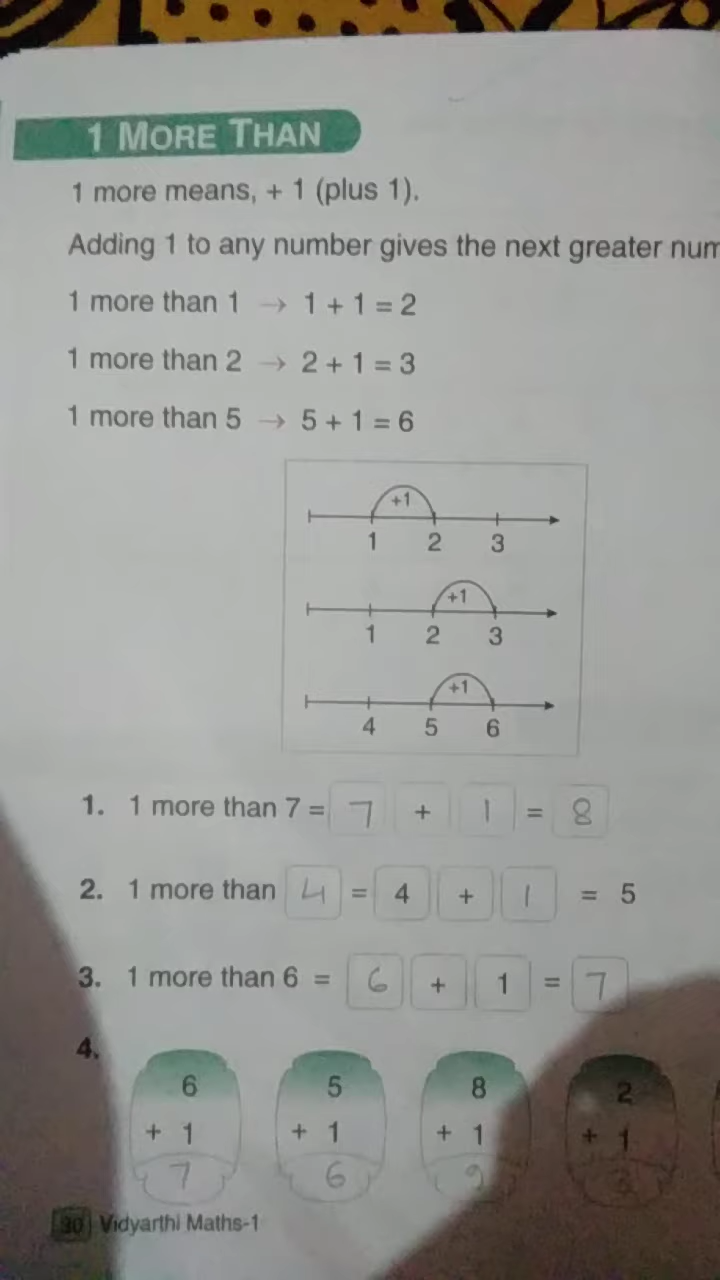 1 MORE THAN
1 more means, + 1 (plus 1).
Adding 1 to any number gives the next greater
1 more than 1 → 1 + 1 = 2
1 more than 2 → 2 + 1 = 3
1 more than 5 → 5 + 1 = 6
+1
1 2 3
+1
1 2 3
+1
4 5 6
1. 1 more than 7 = 7 + 1 = 8
2. 1 more than 4 = 4 + 1 = 5
3. 1 more than 6 = 6 + 1 = 7
4.
6 5 8 2
+ 1 + 1 + 1 + 1
7 6 9 3
30 Vidyarthi Maths-1